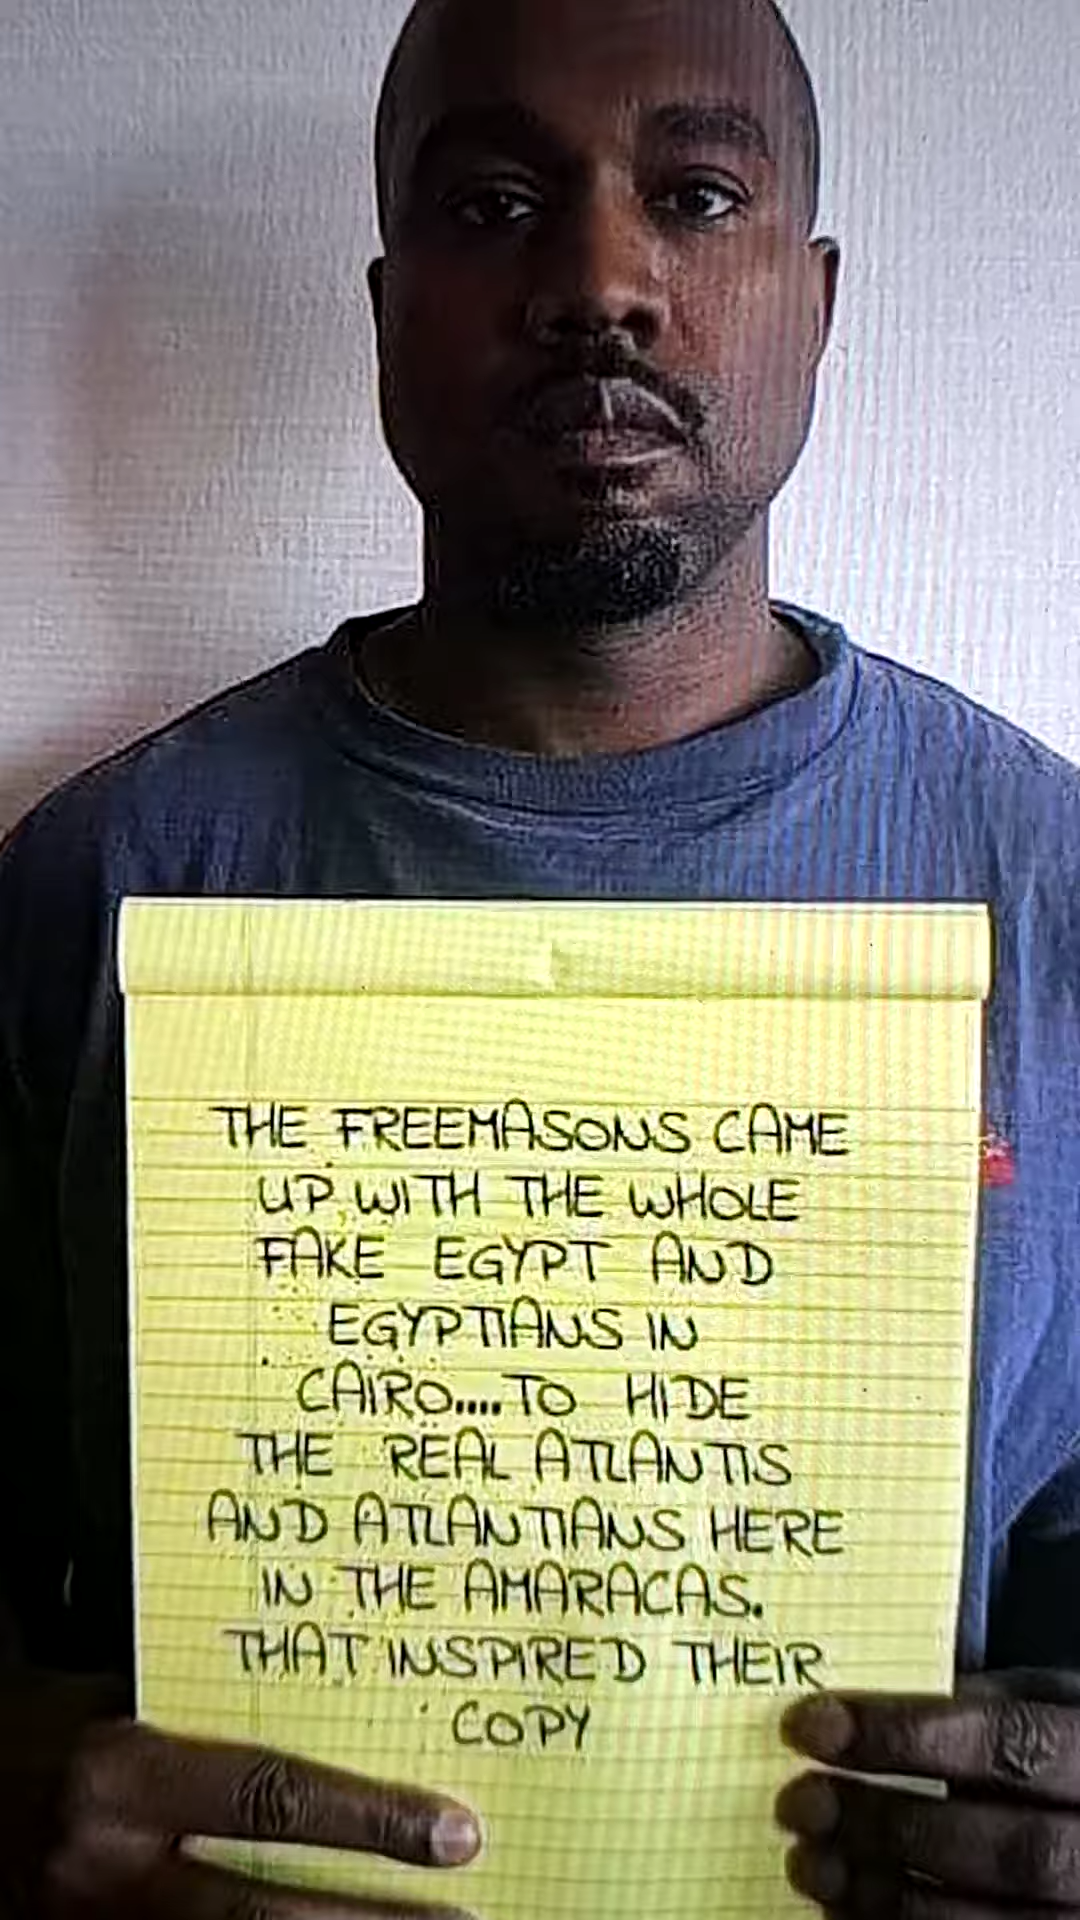 THE FREEMASONS CAME
UP WITH THE WHOLE
FAKE EGYPT AND
EGYPTIANS IN
CAIRO....TO HIDE
THE REAL ATLANTIS
AND ATLANTIANS HERE
IN THE AMARACAS.
THAT INSPIRED THEIR
COPY